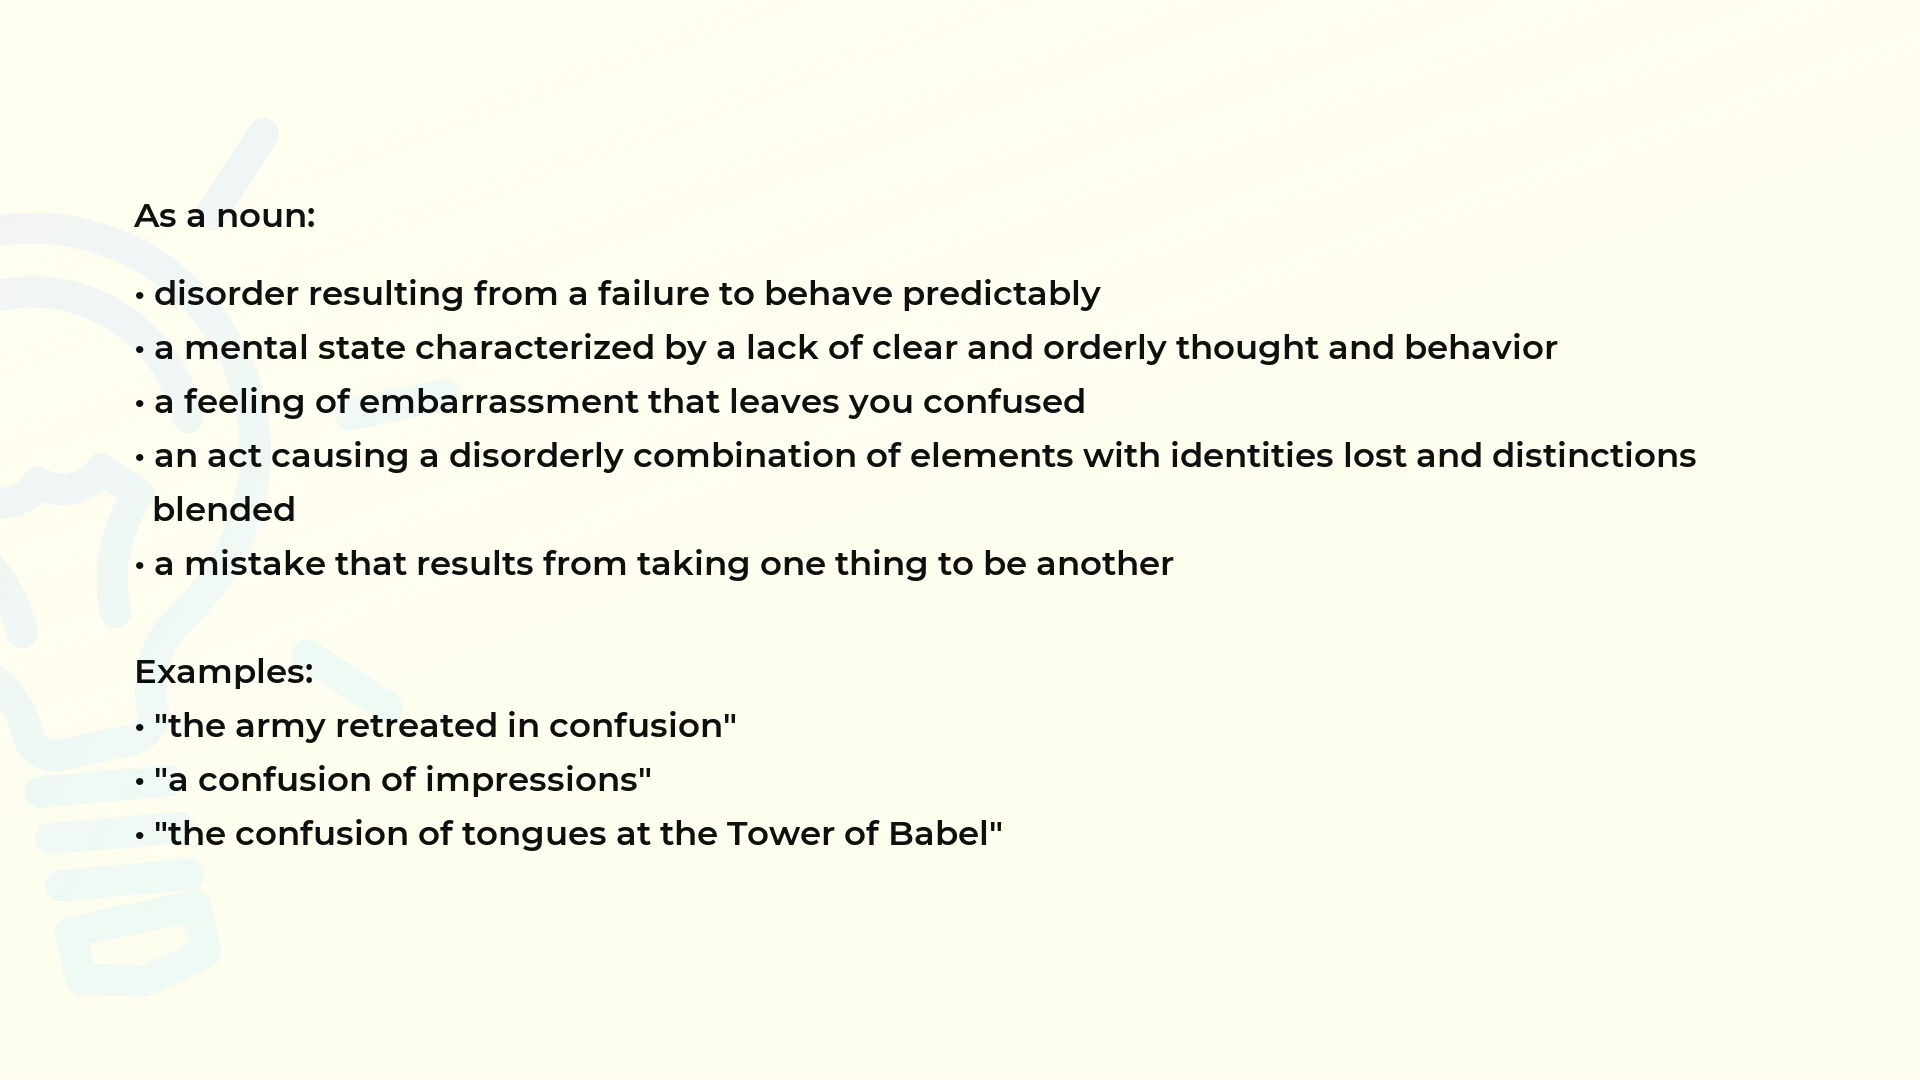 As a noun:
• disorder resulting from a failure to behave predictably
• a mental state characterized by a lack of clear and orderly thought and behavior
• a feeling of embarrassment that leaves you confused
• an act causing a disorderly combination of elements with identities lost and distinctions
blended
• a mistake that results from taking one thing to be another
Examples:
• "the army retreated in confusion"
• "a confusion of impressions"
• "the confusion of tongues at the Tower of Babel"